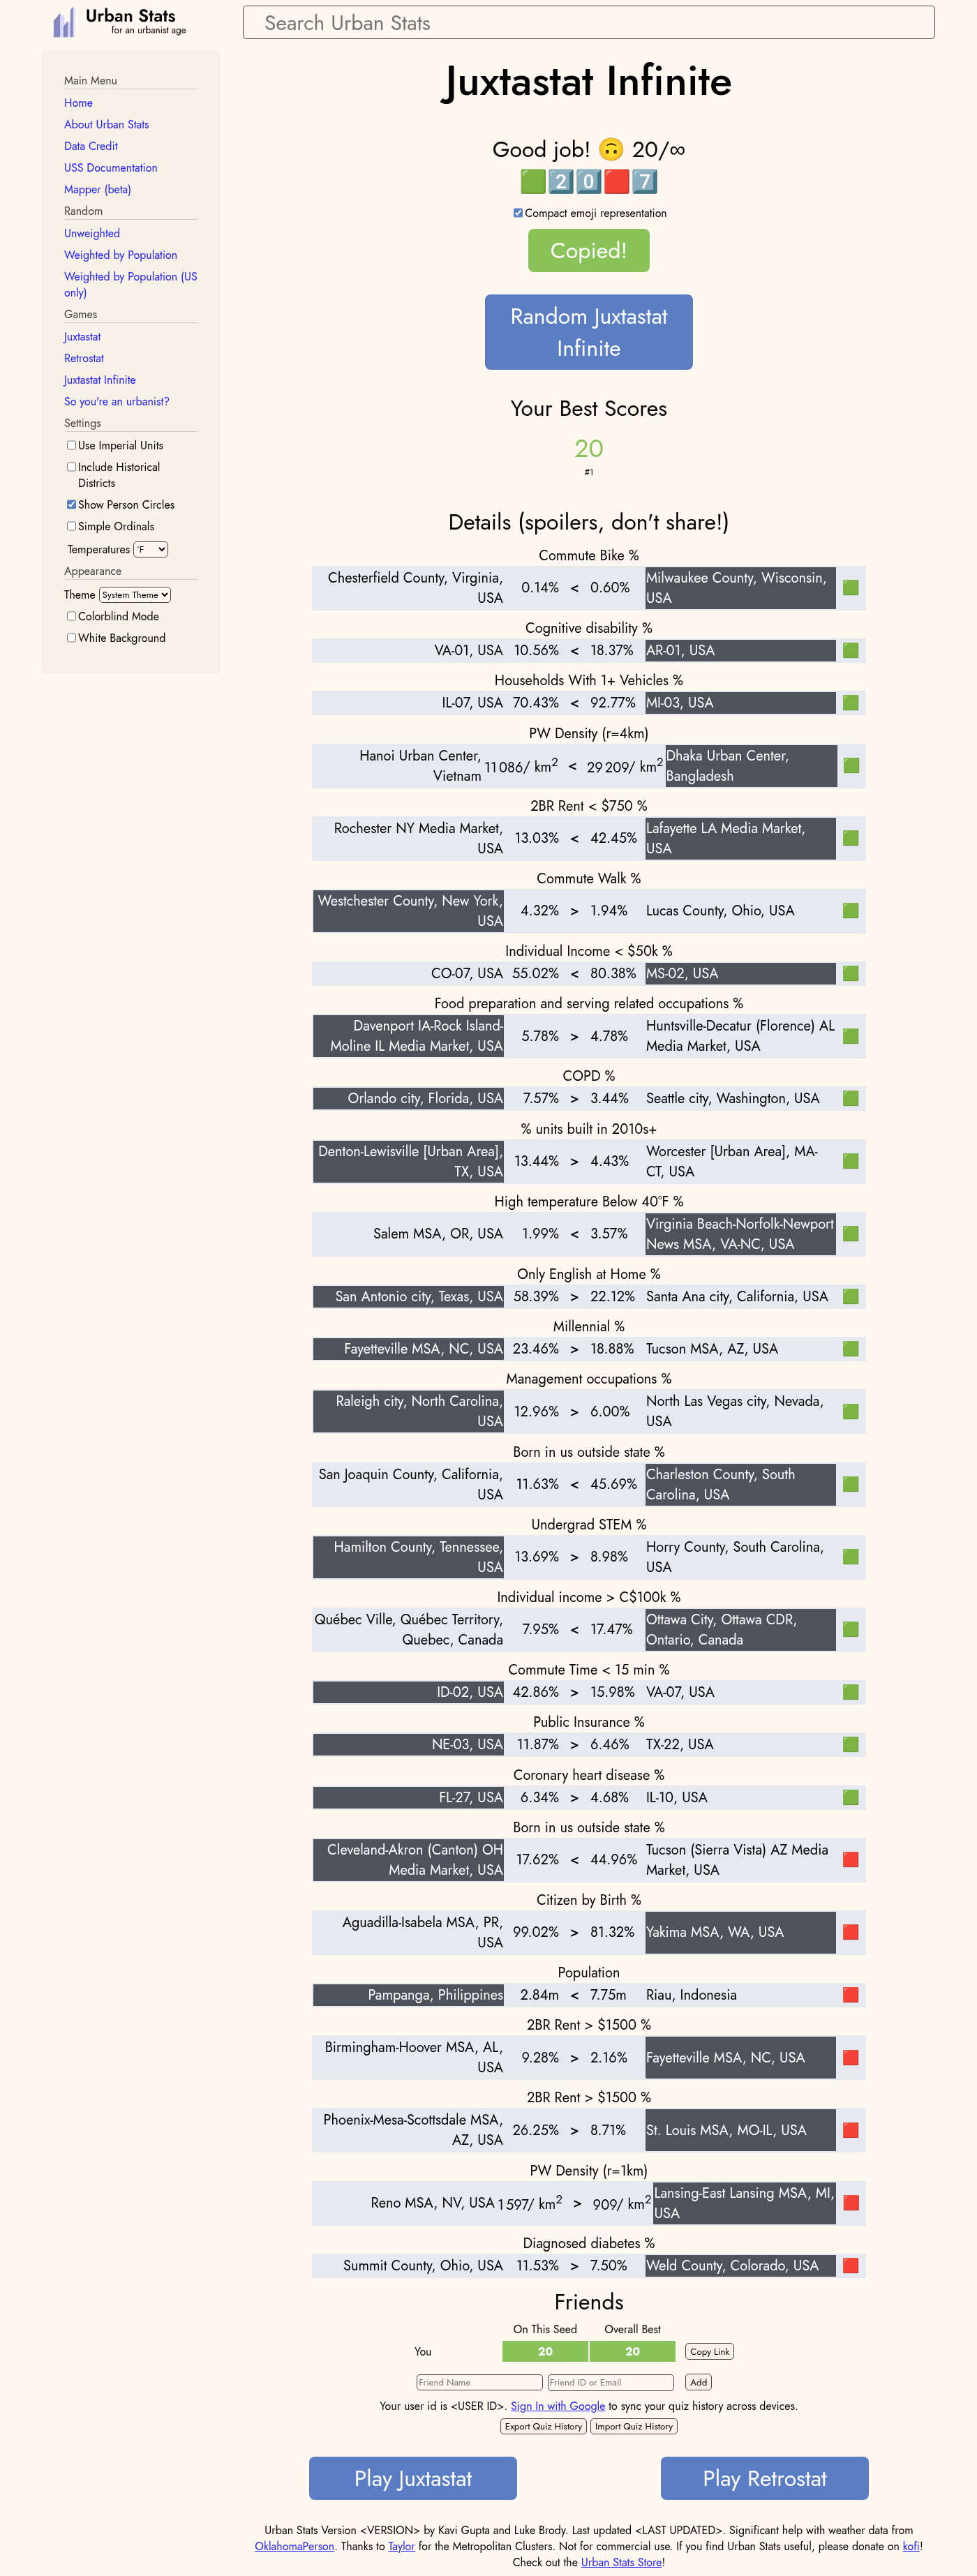 Urban Stats
for an urbanist age
Search Urban Stats
Main Menu
Home
About Urban Stats
Data Credit
USS Documentation
Mapper (beta)
Random
Unweighted
Weighted by Population
Weighted by Population (US
only)
Games
Juxtastat
Retrostat
Juxtastat Infinite
So you're an urbanist?
Settings
Use Imperial Units
Include Historical
Districts
Show Person Circles
Simple Ordinals
Temperatures °F
Appearance
Theme System Theme
Colorblind Mode
White Background
Juxtastat Infinite
Good job! 🙃 20/∞
🟩2️⃣0️⃣🟥7️⃣
Compact emoji representation
Copied!
Random Juxtastat
Infinite
Your Best Scores
20
#1
Details (spoilers, don't share!)
Commute Bike %
Chesterfield County, Virginia,
USA 0.14% < 0.60% Milwaukee County, Wisconsin,
USA
Cognitive disability %
VA-01, USA 10.56% < 18.37% AR-01, USA
Households With 1+ Vehicles %
IL-07, USA 70.43% < 92.77% MI-03, USA
PW Density (r=4km)
Hanoi Urban Center,
Vietnam 11 086/ km² < 29 209/ km² Dhaka Urban Center,
Bangladesh
2BR Rent < $750 %
Rochester NY Media Market,
USA 13.03% < 42.45% Lafayette LA Media Market,
USA
Commute Walk %
Westchester County, New York,
USA 4.32% > 1.94% Lucas County, Ohio, USA
Individual Income < $50k %
CO-07, USA 55.02% < 80.38% MS-02, USA
Food preparation and serving related occupations %
Davenport IA-Rock Island-
Moline IL Media Market, USA 5.78% > 4.78% Huntsville-Decatur (Florence) AL
Media Market, USA
COPD %
Orlando city, Florida, USA 7.57% > 3.44% Seattle city, Washington, USA
% units built in 2010s+
Denton-Lewisville [Urban Area],
TX, USA 13.44% > 4.43% Worcester [Urban Area], MA-
CT, USA
High temperature Below 40°F %
Salem MSA, OR, USA 1.99% < 3.57% Virginia Beach-Norfolk-Newport
News MSA, VA-NC, USA
Only English at Home %
San Antonio city, Texas, USA 58.39% > 22.12% Santa Ana city, California, USA
Millennial %
Fayetteville MSA, NC, USA 23.46% > 18.88% Tucson MSA, AZ, USA
Management occupations %
Raleigh city, North Carolina,
USA 12.96% > 6.00% North Las Vegas city, Nevada,
USA
Born in us outside state %
San Joaquin County, California,
USA 11.63% < 45.69% Charleston County, South
Carolina, USA
Undergrad STEM %
Hamilton County, Tennessee,
USA 13.69% > 8.98% Horry County, South Carolina,
USA
Individual income > C$100k %
Québec Ville, Québec Territory,
Quebec, Canada 7.95% < 17.47% Ottawa City, Ottawa CDR,
Ontario, Canada
Commute Time < 15 min %
ID-02, USA 42.86% > 15.98% VA-07, USA
Public Insurance %
NE-03, USA 11.87% > 6.46% TX-22, USA
Coronary heart disease %
FL-27, USA 6.34% > 4.68% IL-10, USA
Born in us outside state %
Cleveland-Akron (Canton) OH
Media Market, USA 17.62% < 44.96% Tucson (Sierra Vista) AZ Media
Market, USA
Citizen by Birth %
Aguadilla-Isabela MSA, PR,
USA 99.02% > 81.32% Yakima MSA, WA, USA
Population
Pampanga, Philippines 2.84m < 7.75m Riau, Indonesia
2BR Rent > $1500 %
Birmingham-Hoover MSA, AL,
USA 9.28% > 2.16% Fayetteville MSA, NC, USA
2BR Rent > $1500 %
Phoenix-Mesa-Scottsdale MSA,
AZ, USA 26.25% > 8.71% St. Louis MSA, MO-IL, USA
PW Density (r=1km)
Reno MSA, NV, USA 1 597/ km² > 909/ km² Lansing-East Lansing MSA, MI,
USA
Diagnosed diabetes %
Summit County, Ohio, USA 11.53% > 7.50% Weld County, Colorado, USA
Friends
On This Seed Overall Best
You 20 20 Copy Link
Friend Name Friend ID or Email Add
Your user id is <USER ID>. Sign In with Google to sync your quiz history across devices.
Export Quiz History Import Quiz History
Play Juxtastat Play Retrostat
Urban Stats Version <VERSION> by Kavi Gupta and Luke Brody. Last updated <LAST UPDATED>. Significant help with weather data from
OklahomaPerson. Thanks to Taylor for the Metropolitan Clusters. Not for commercial use. If you find Urban Stats useful, please donate on kofi!
Check out the Urban Stats Store!